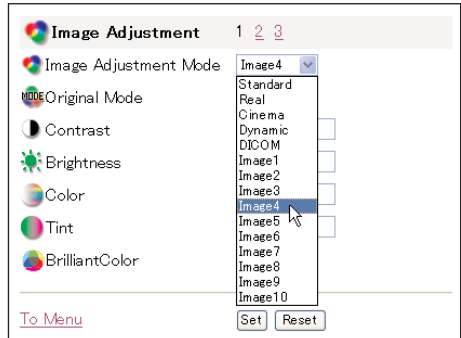 Image Adjustment 1 2 3
Image Adjustment Mode Image4
Standard
Real
Cinema
Dynamic
DICOM
Image1
Image2
Image3
Image4
Image5
Image6
Image7
Image8
Image9
Image10
MODE Original Mode
Contrast
Brightness
Color
Tint
BrilliantColor
To Menu Set Reset